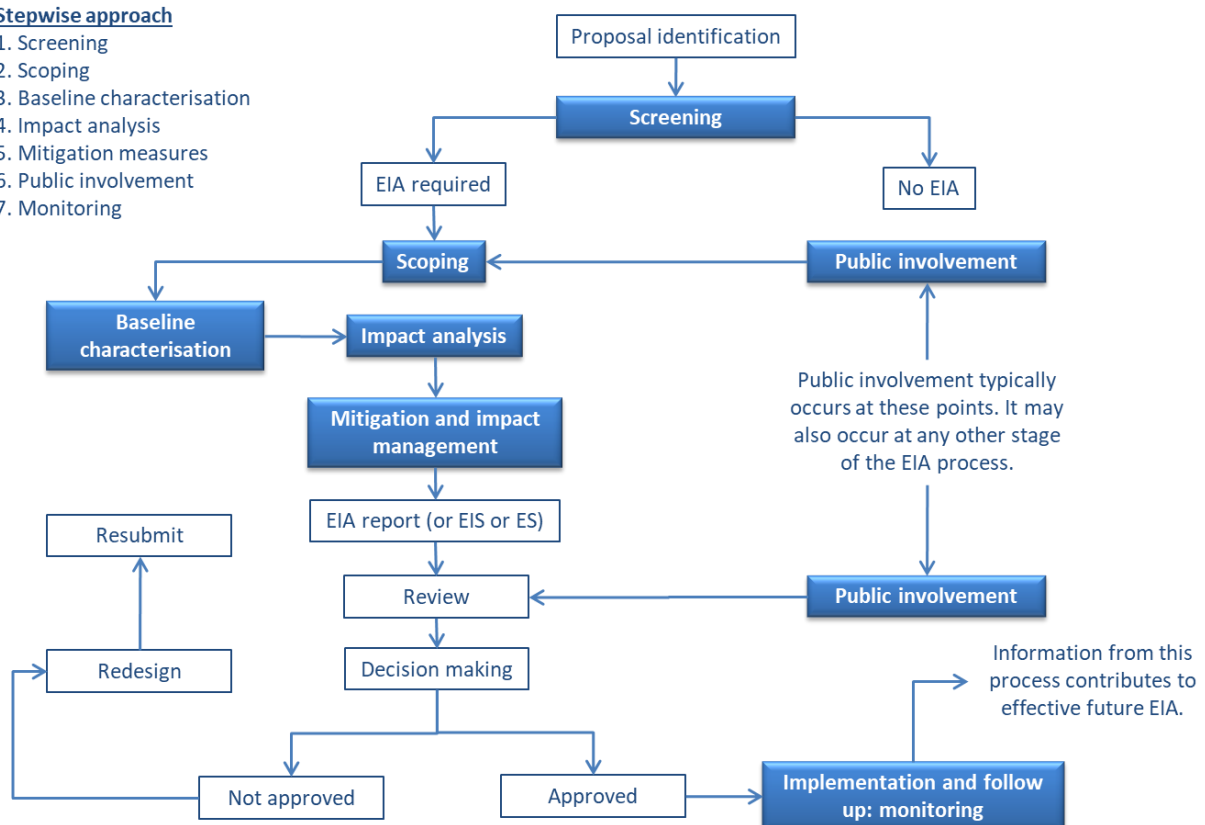 Stepwise approach
1. Screening
2. Scoping
3. Baseline characterisation
4. Impact analysis
5. Mitigation measures
6. Public involvement
7. Monitoring
Proposal identification
Screening
EIA required
No EIA
Scoping
Public involvement
Baseline
characterisation
Impact analysis
Public involvement typically
occurs at these points. It may
also occur at any other stage
of the EIA process.
Mitigation and impact
management
EIA report (or EIS or ES)
Resubmit
Review
Public involvement
Redesign
Decision making
Information from this
process contributes to
effective future EIA.
Not approved
Approved
Implementation and follow
up: monitoring